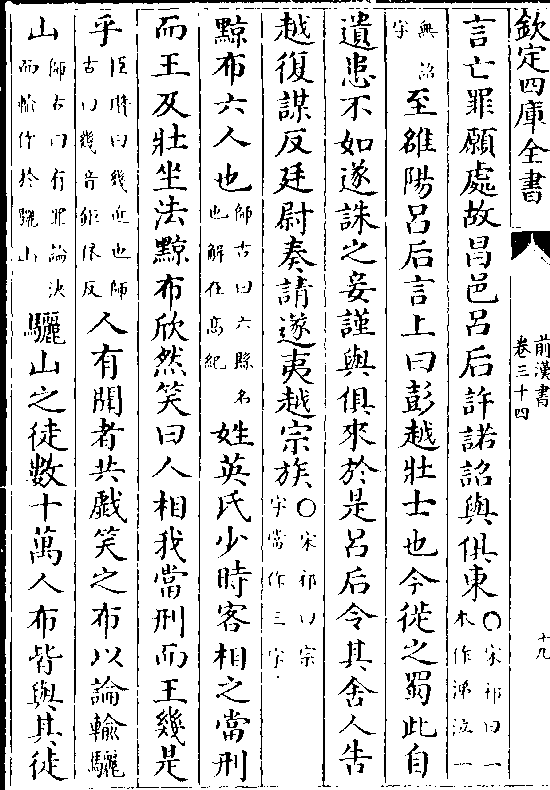 欽定四庫全書
前漢書
卷三十四
十九
言亡罪願處故昌邑呂后許諾詔與俱東○宋祁曰一本作涕泣一
無詔字至雒陽呂后言上曰彭越壯士也今徙之蜀此自
遺患不如遂誅之妾謹與俱來於是呂后令其舍人告
越復謀反廷尉奏請遂夷越宗族○宋祁曰宗字當作三字
黥布六人也師古曰六縣名也解在高紀姓英氏少時客相之當刑
而王及壯坐法黥布欣然笑曰人相我當刑而王幾是
乎臣瓚曰幾近也師古曰幾音鉅依反人有聞者共戲笑之布以論輸驪
山師古曰有罪論決而輸作於驪山驪山之徒數十萬人布皆與其徒